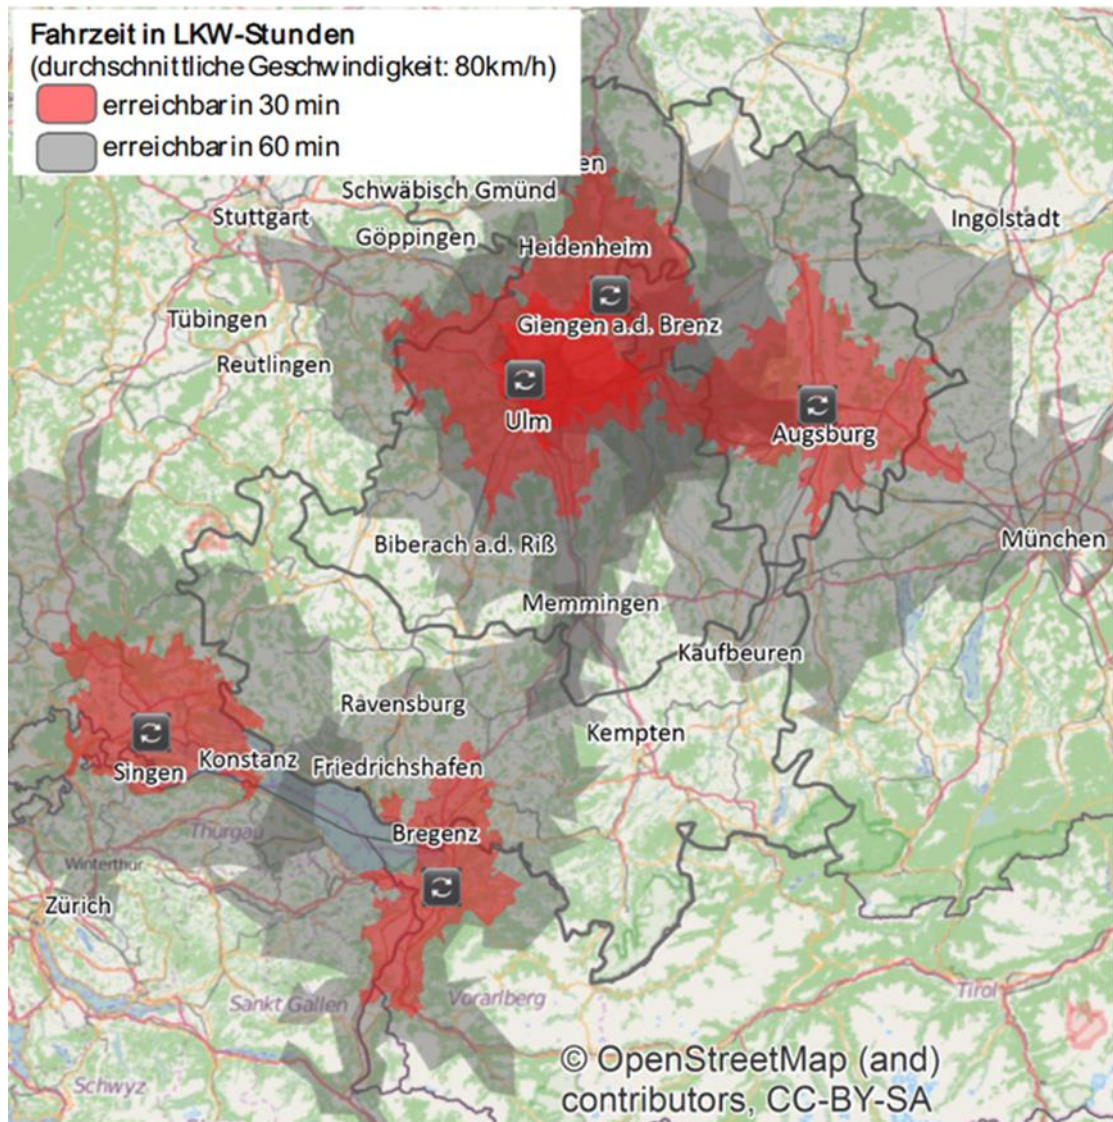 Fahrzeit in LKW-Stunden
(durchschnittliche Geschwindigkeit: 80km/h)
erreichbar in 30 min
erreichbar in 60 min
en
Schwäbisch Gmünd
Stuttgart
Ingolstadt
Göppingen
Heidenheim
Tübingen
Giengen a.d. Brenz
Reutlingen
Ulm
Augsburg
Biberach a.d. Riß
München
Memmingen
Kaufbeuren
Ravensburg
Kempten
Konstanz
Friedrichshafen
Singen
Thurgau
Bregenz
Winterthur
Zürich
Sankt Gallen
Vorarlberg
Tirol
Schwyz
© OpenStreetMap (and)
contributors, CC-BY-SA